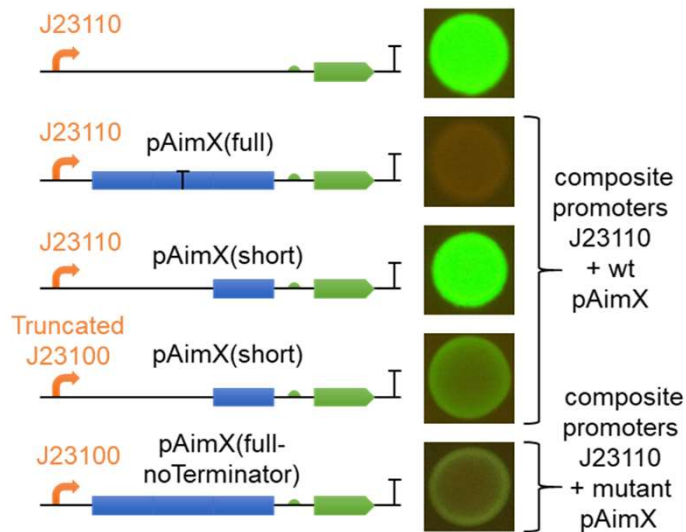 J23110
J23110
pAimX(full)
J23110
pAimX(short)
Truncated
J23100
pAimX(short)
J23100
pAimX(full-
noTerminator)
composite
promoters
J23110
+ wt
pAimX
composite
promoters
J23110
+ mutant
pAimX